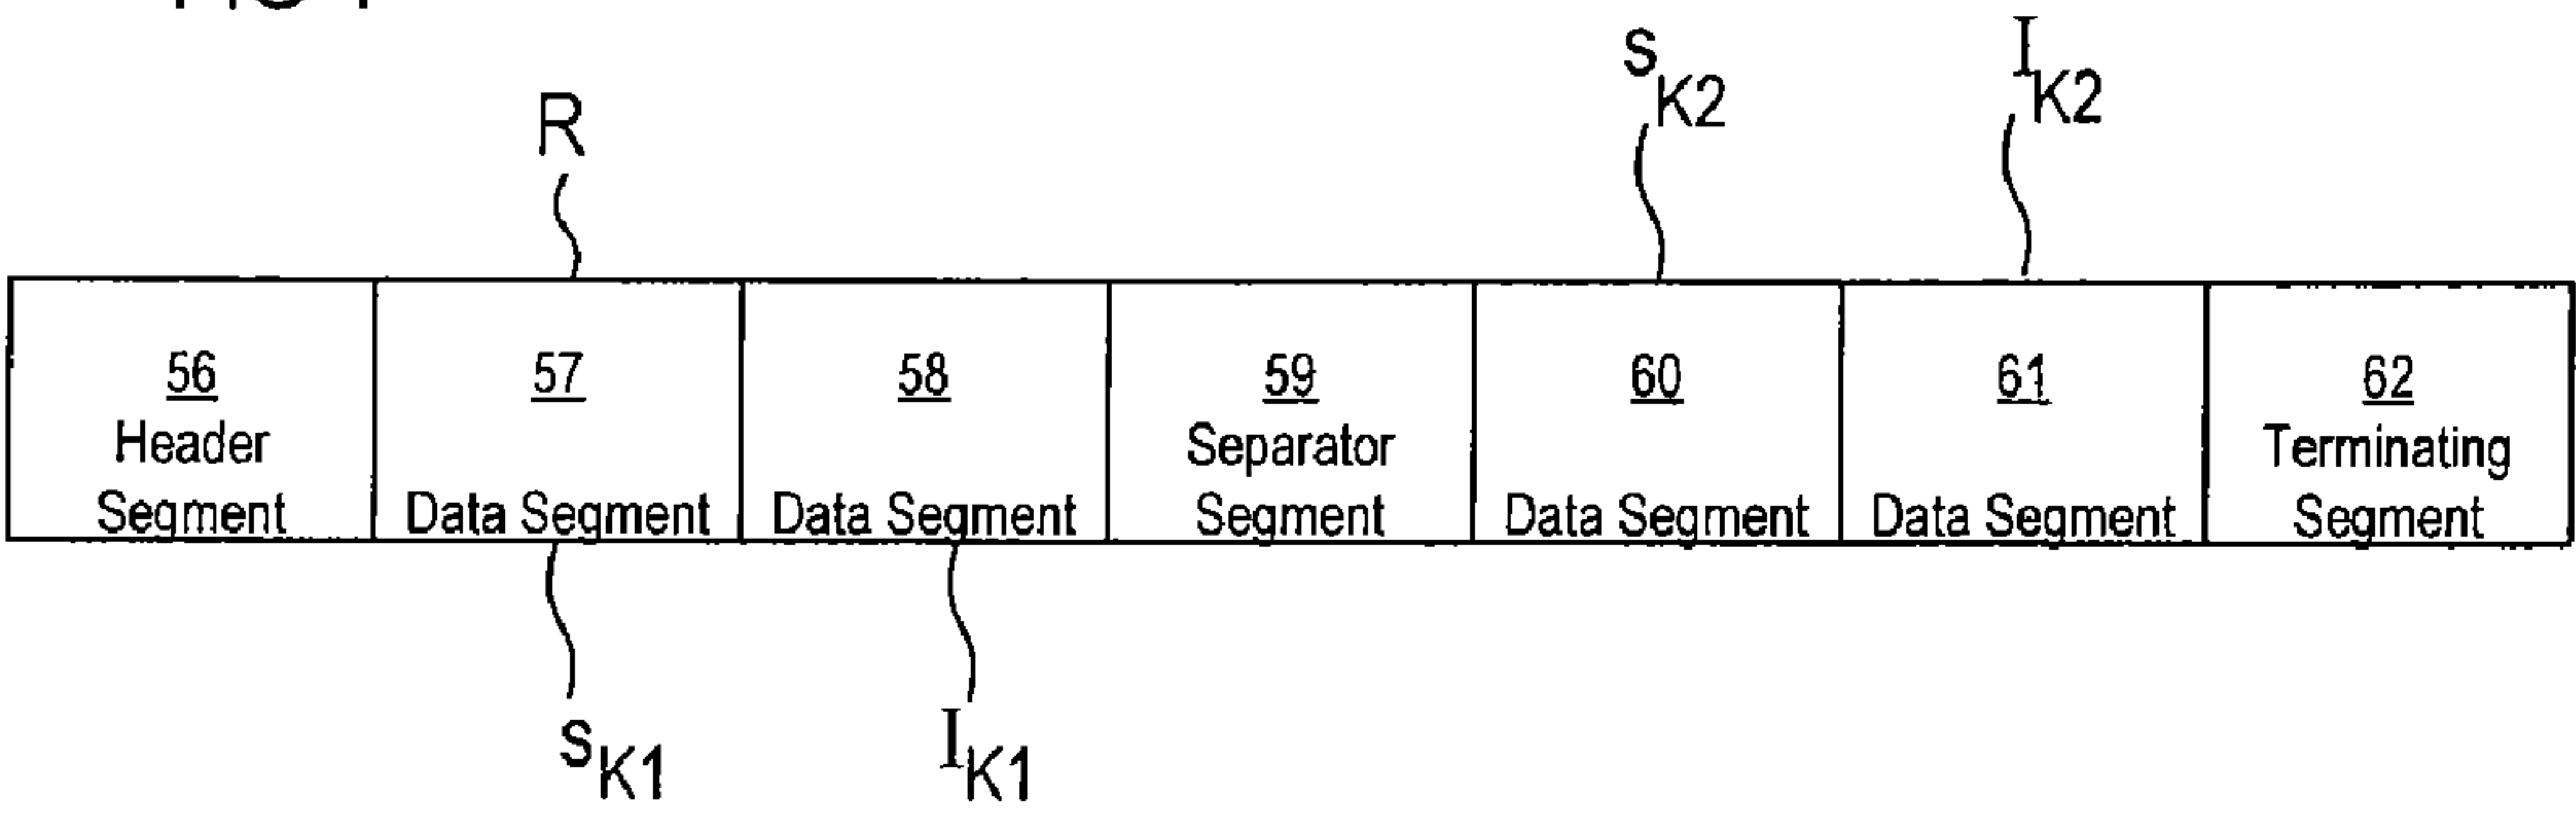 R
s K2
I K2
56 Header Segment
57 Data Segment
58 Data Segment
59 Separator Segment
60 Data Segment
61 Data Segment
62 Terminating Segment
s K1
I K1